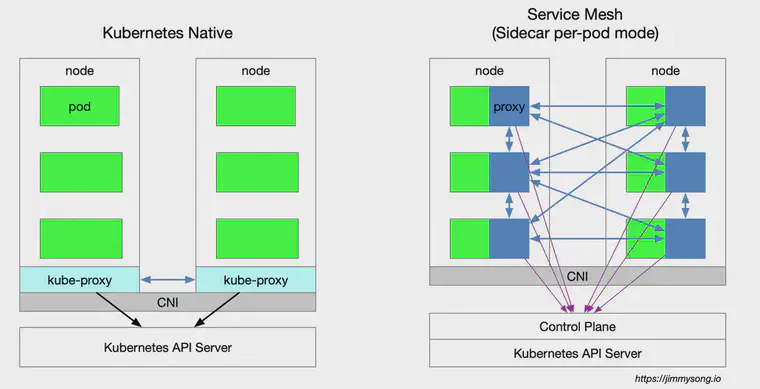 Kubernetes Native
node
node
pod
kube-proxy
kube-proxy
CNI
Kubernetes API Server
Service Mesh
(Sidecar per-pod mode)
node
node
proxy
CNI
Control Plane
Kubernetes API Server
https://jimmysong.io